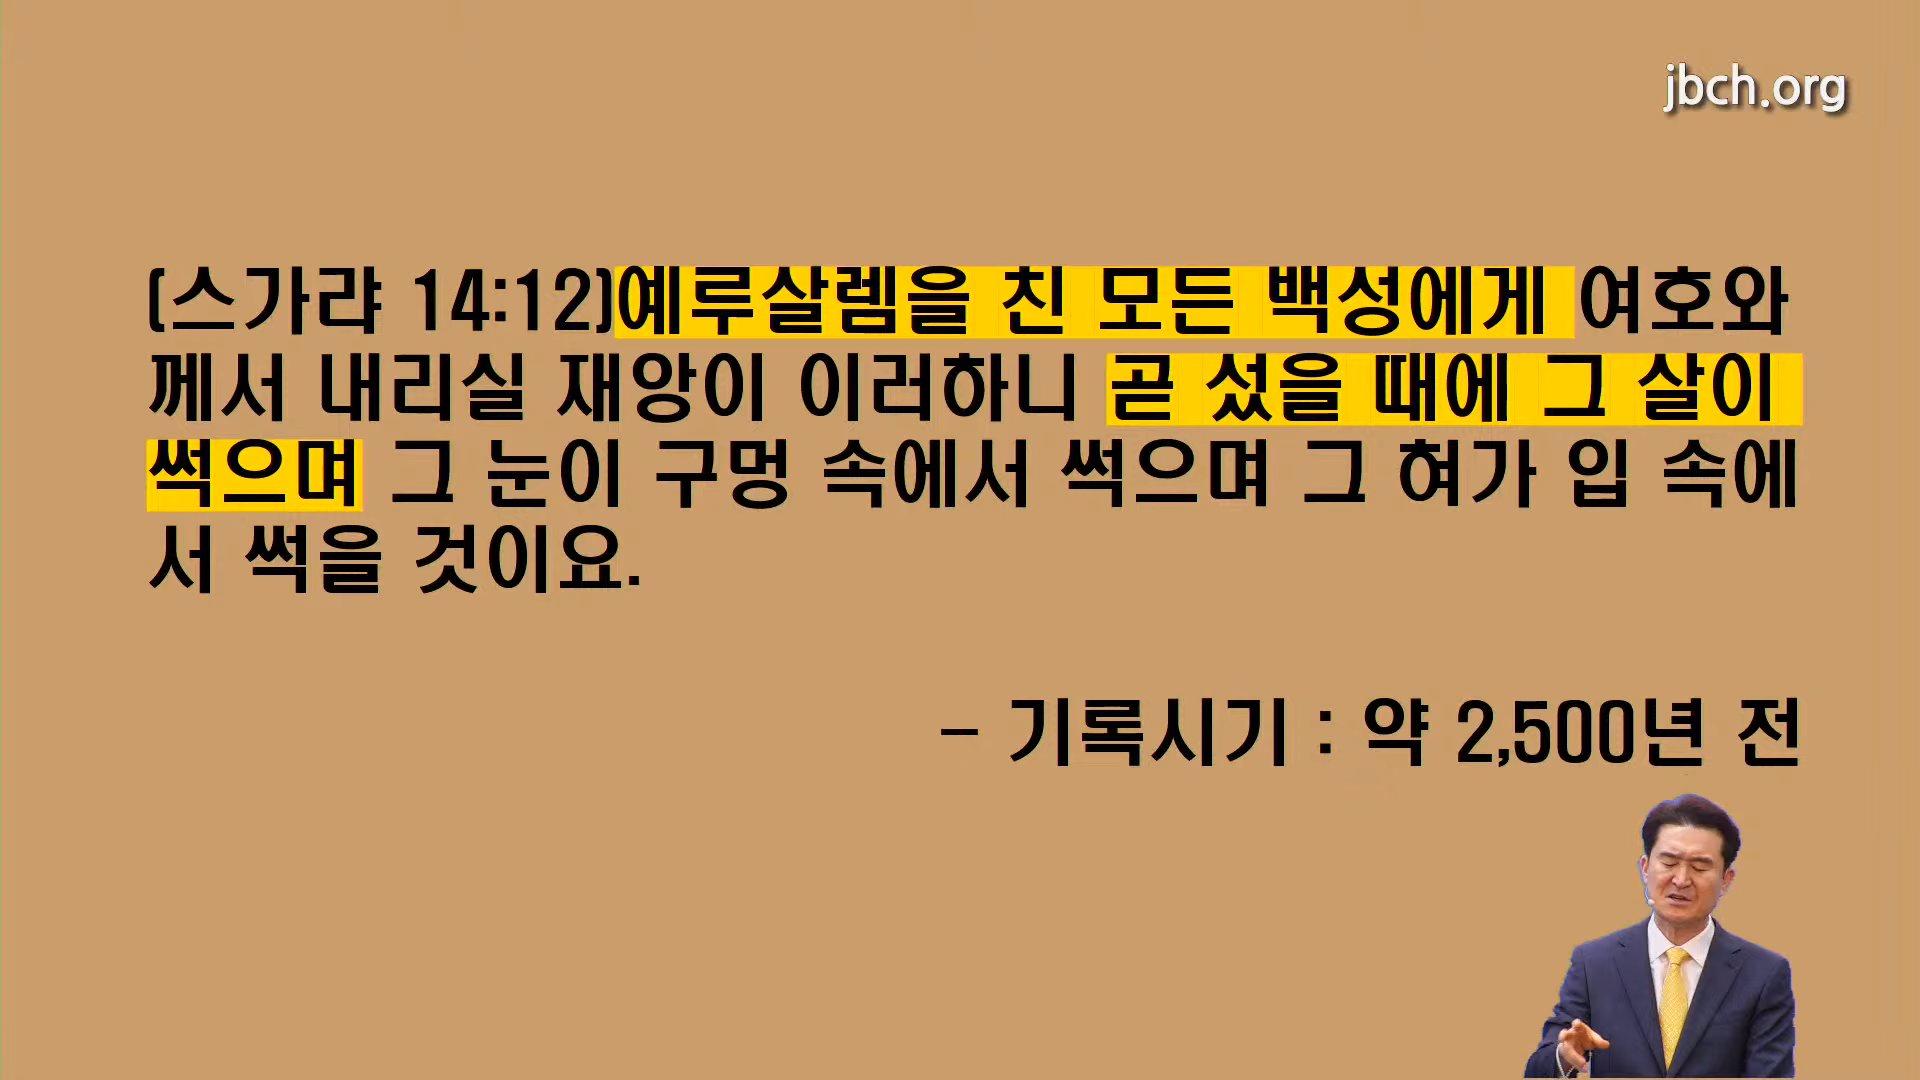 jbch.org
(스가랴 14:12)예루살렘을 친 모든 백성에게 여호와
께서 내리실 재앙이 이러하니 곧 섰을 때에 그 살이
썩으며 그 눈이 구멍 속에서 썩으며 그 혀가 입 속에
서 썩을 것이요.
- 기록시기 : 약 2,500년 전